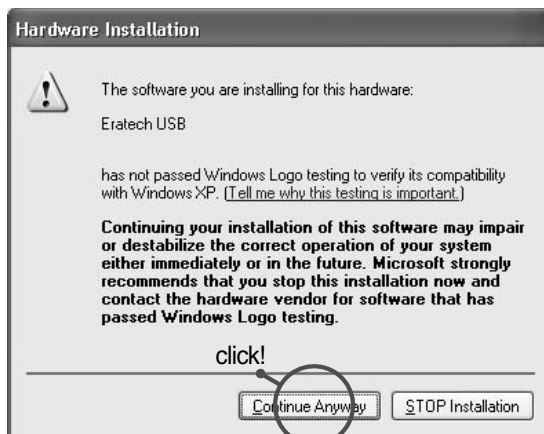 Hardware Installation
The software you are installing for this hardware:
Eratech USB
has not passed Windows Logo testing to verify its compatibility
with Windows XP. (Tell me why this testing is important.)
Continuing your installation of this software may impair
or destabilize the correct operation of your system
either immediately or in the future. Microsoft strongly
recommends that you stop this installation now and
contact the hardware vendor for software that has
passed Windows Logo testing.
click!
Continue Anyway STOP Installation